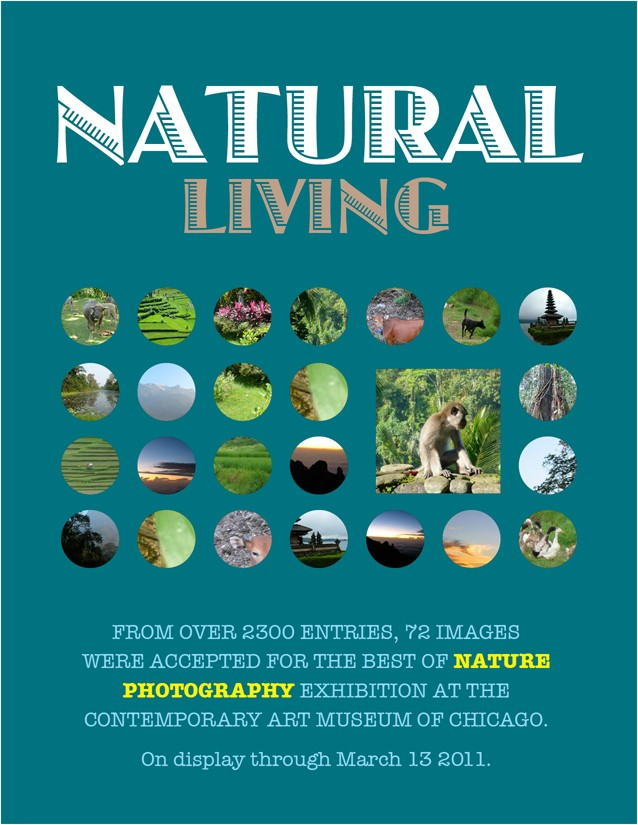 NATURAL
LIVING
FROM OVER 2300 ENTRIES, 72 IMAGES
WERE ACCEPTED FOR THE BEST OF NATURE
PHOTOGRAPHY EXHIBITION AT THE
CONTEMPORARY ART MUSEUM OF CHICAGO.
On display through March 13 2011.